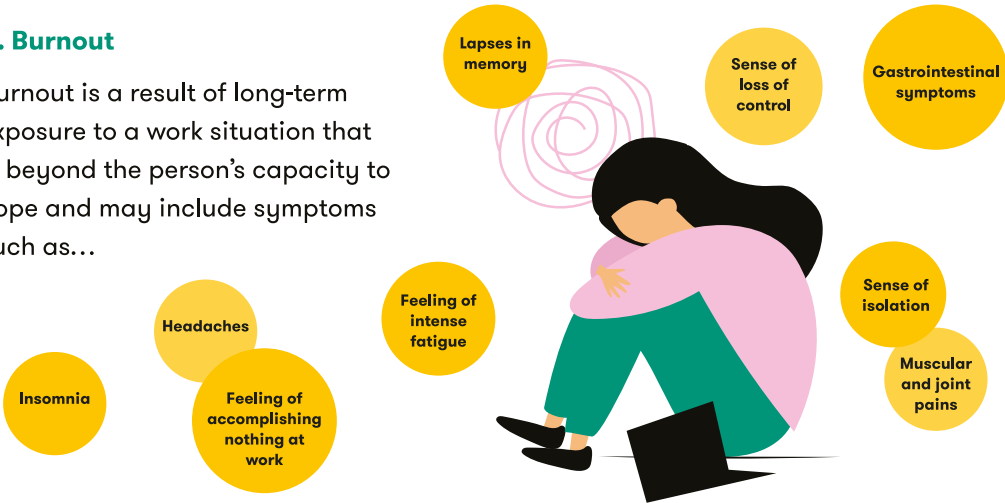 . Burnout
urnout is a result of long-term
xposure to a work situation that
beyond the person's capacity to
ope and may include symptoms
uch as...
Lapses in
memory
Sense of
loss of
control
Gastrointestinal
symptoms
Headaches
Feeling of
intense
fatigue
Sense of
isolation
Insomnia
Feeling of
accomplishing
nothing at
work
Muscular
and joint
pains